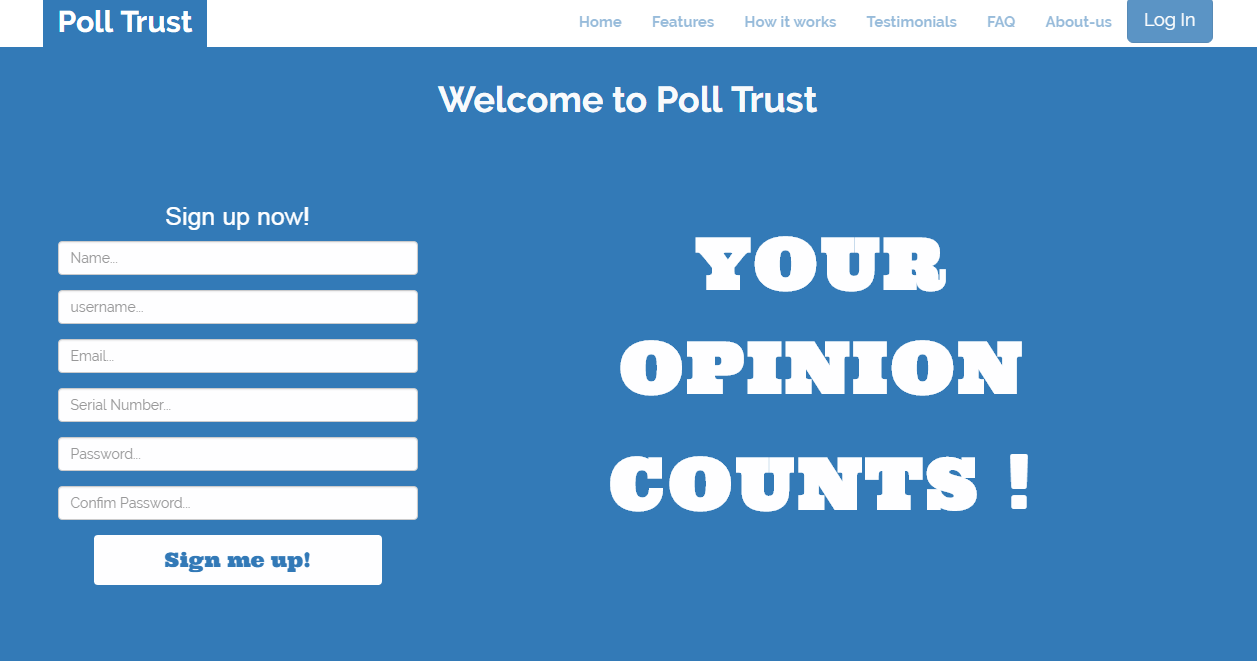 Poll Trust
Home Features How it works Testimonials FAQ About-us Log In
Welcome to Poll Trust
Sign up now!
Name...
username...
Email...
Serial Number...
Password...
Confim Password...
Sign me up!
YOUR
OPINION
COUNTS !